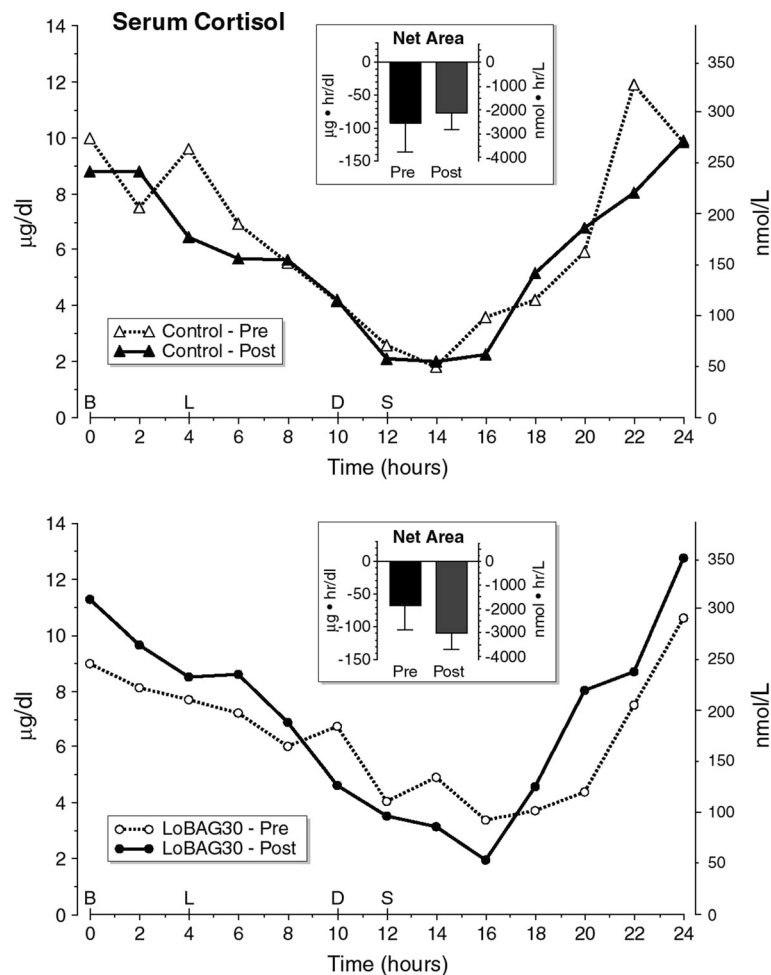 Serum Cortisol
14
12
10
8
6
4
2
0
µg/dl
350
300
250
200
150
100
50
0
nmol/L
Net Area
0
-50
-100
-150
µg • hr/dl
0
-1000
-2000
-3000
-4000
nmol • hr/L
Pre Post
Control - Pre
Control - Post
B L D S
0 2 4 6 8 10 12 14 16 18 20 22 24
Time (hours)
14
12
10
8
6
4
2
0
µg/dl
350
300
250
200
150
100
50
0
nmol/L
Net Area
0
-50
-100
-150
µg • hr/dl
0
-1000
-2000
-3000
-4000
nmol • hr/L
Pre Post
LoBAG30 - Pre
LoBAG30 - Post
B L D S
0 2 4 6 8 10 12 14 16 18 20 22 24
Time (hours)